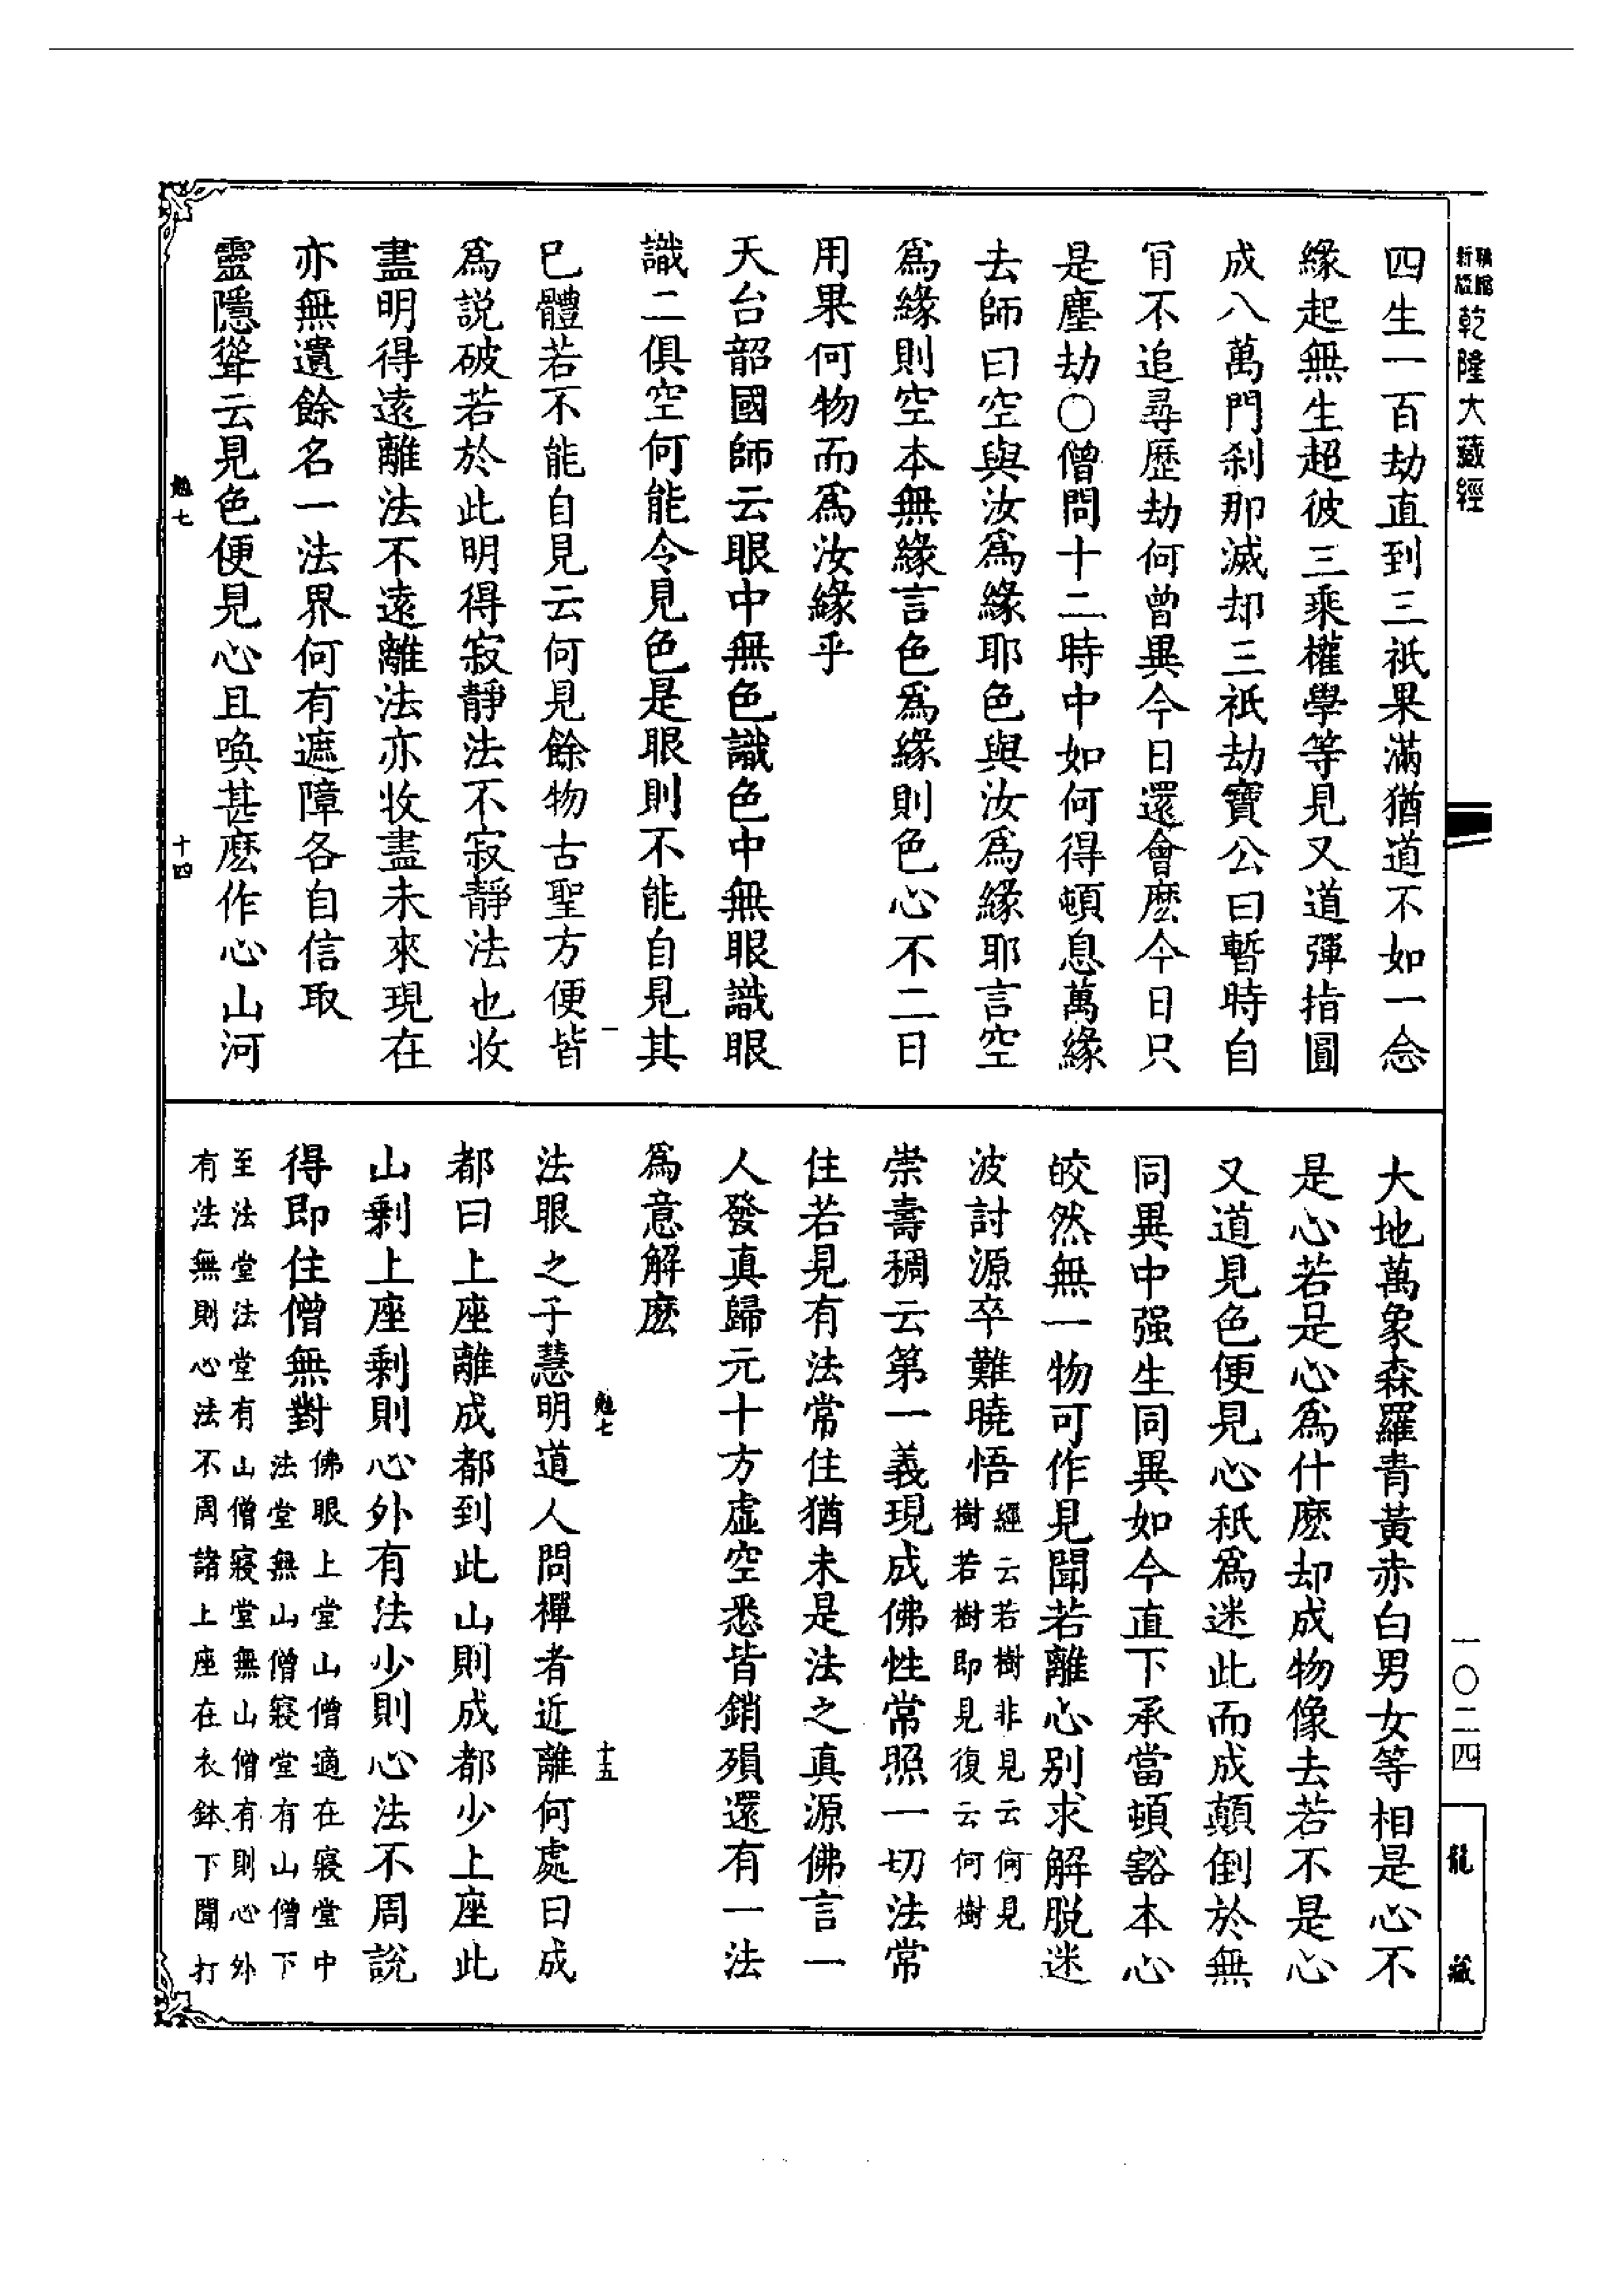 乾隆大藏經
四生一百劫直到三祇果滿猶道不如一念
緣起無生超彼三乘權學等見又道彈指圓
成八萬門刹那滅却三祇劫寶公曰暫時自
肎不追尋歷劫何曾異今日還會麽今日只
是塵劫○僧問十二時中如何得頓息萬緣
去師曰空與汝爲緣耶色與汝爲緣耶言空
爲緣則空本無緣言色爲緣則色心不二日
用果何物而爲汝緣乎
天台韶國師云眼中無色識色中無眼識眼
識二俱空何能令見色是眼則不能自見其
已體若不能自見云何見餘物古聖方便皆
爲説破若於此明得寂靜法不寂靜法也收
盡明得遠離法不遠離法亦收盡未來現在
亦無遺餘名一法界何有遮障各自信取
靈隱聳云見色便見心且喚甚麽作心山河
勉七 十四
大地萬象森羅青黃赤白男女等相是心不
是心若是心爲什麽却成物像去若不是心
又道見色便見心秖爲迷此而成顛倒於無
同異中强生同異如今直下承當頓豁本心
皎然無一物可作見聞若離心别求解脱迷
波討源卒難曉悟經云若樹非見云俯見
樹若樹即見復云何樹
崇壽稠云第一義現成佛性常照一切法常
住若見有法常住猶未是法之真源佛言一
人發真歸元十方虛空悉皆銷殞還有一法
爲意解麽
勉七 十五
法眼之子慧明道人問禪者近離何處曰成
都曰上座離成都到此山則成都少上座此
山剩上座剩則心外有法少則心法不周説
得即住僧無對佛眼上堂山僧適在寢堂中
法堂無山僧寢堂有山僧下
至法堂法堂有山僧寢堂無山僧有則心外
有法無則心法不周諸上座在衣鉢下聞打
一〇二四
龍藏